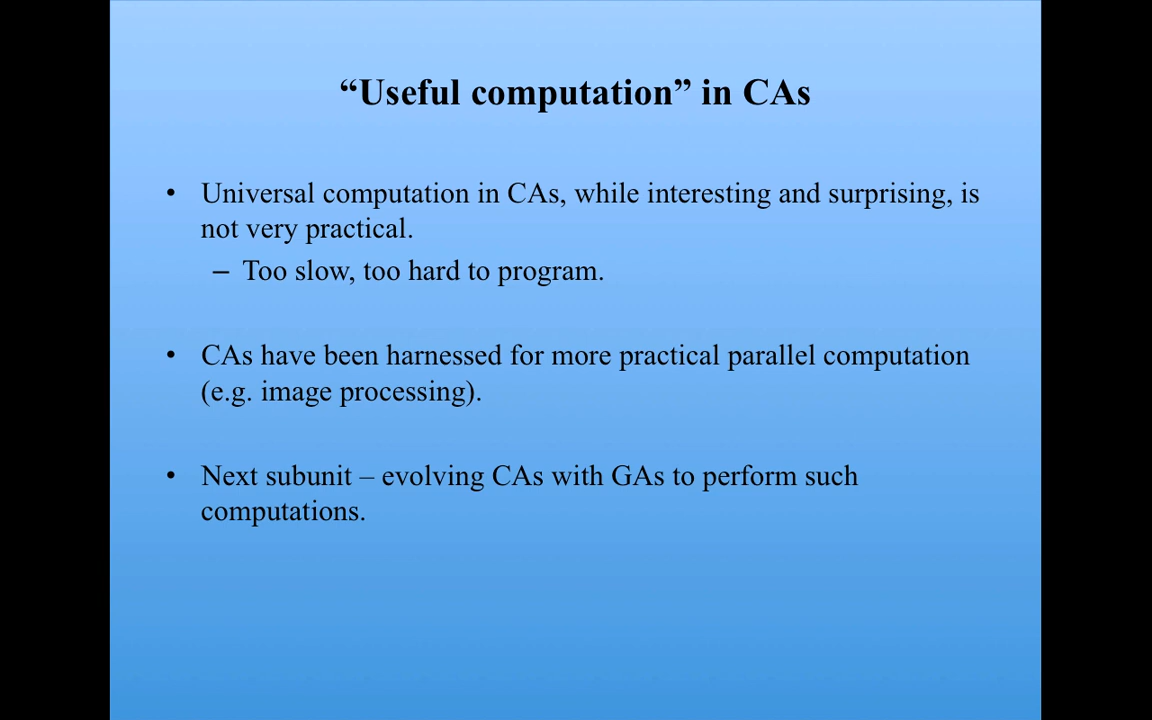 “Useful computation” in CAs
• Universal computation in CAs, while interesting and surprising, is
not very practical.
– Too slow, too hard to program.
• CAs have been harnessed for more practical parallel computation
(e.g. image processing).
• Next subunit – evolving CAs with GAs to perform such
computations.